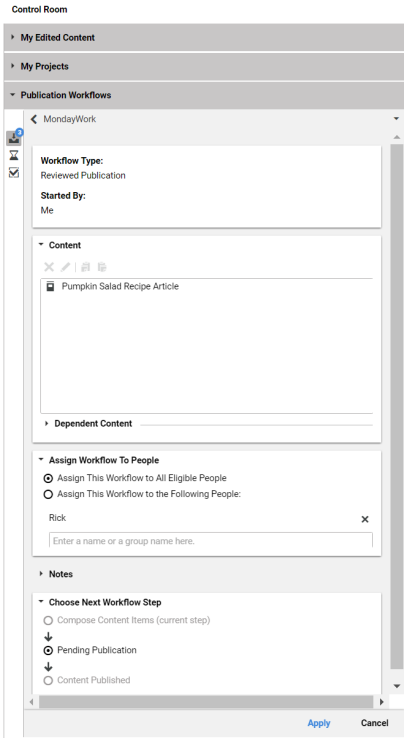 Control Room
My Edited Content
My Projects
Publication Workflows
MondayWork
3
Workflow Type:
Reviewed Publication
Started By:
Me
Content
Pumpkin Salad Recipe Article
Dependent Content
Assign Workflow To People
Assign This Workflow to All Eligible People
Assign This Workflow to the Following People:
Rick
Enter a name or a group name here.
Notes
Choose Next Workflow Step
Compose Content Items (current step)
Pending Publication
Content Published
Apply Cancel